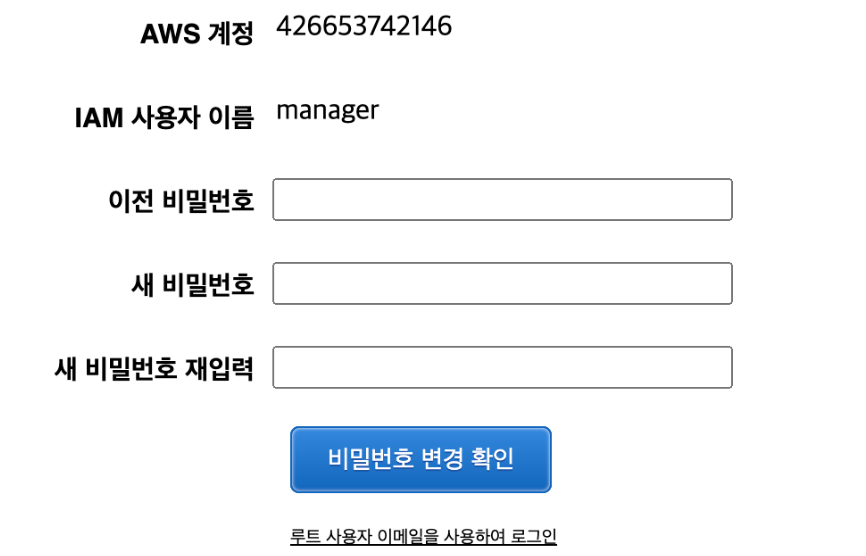 AWS 계정 426653742146
IAM 사용자 이름 manager
이전 비밀번호
새 비밀번호
새 비밀번호 재입력
비밀번호 변경 확인
루트 사용자 이메일을 사용하여 로그인